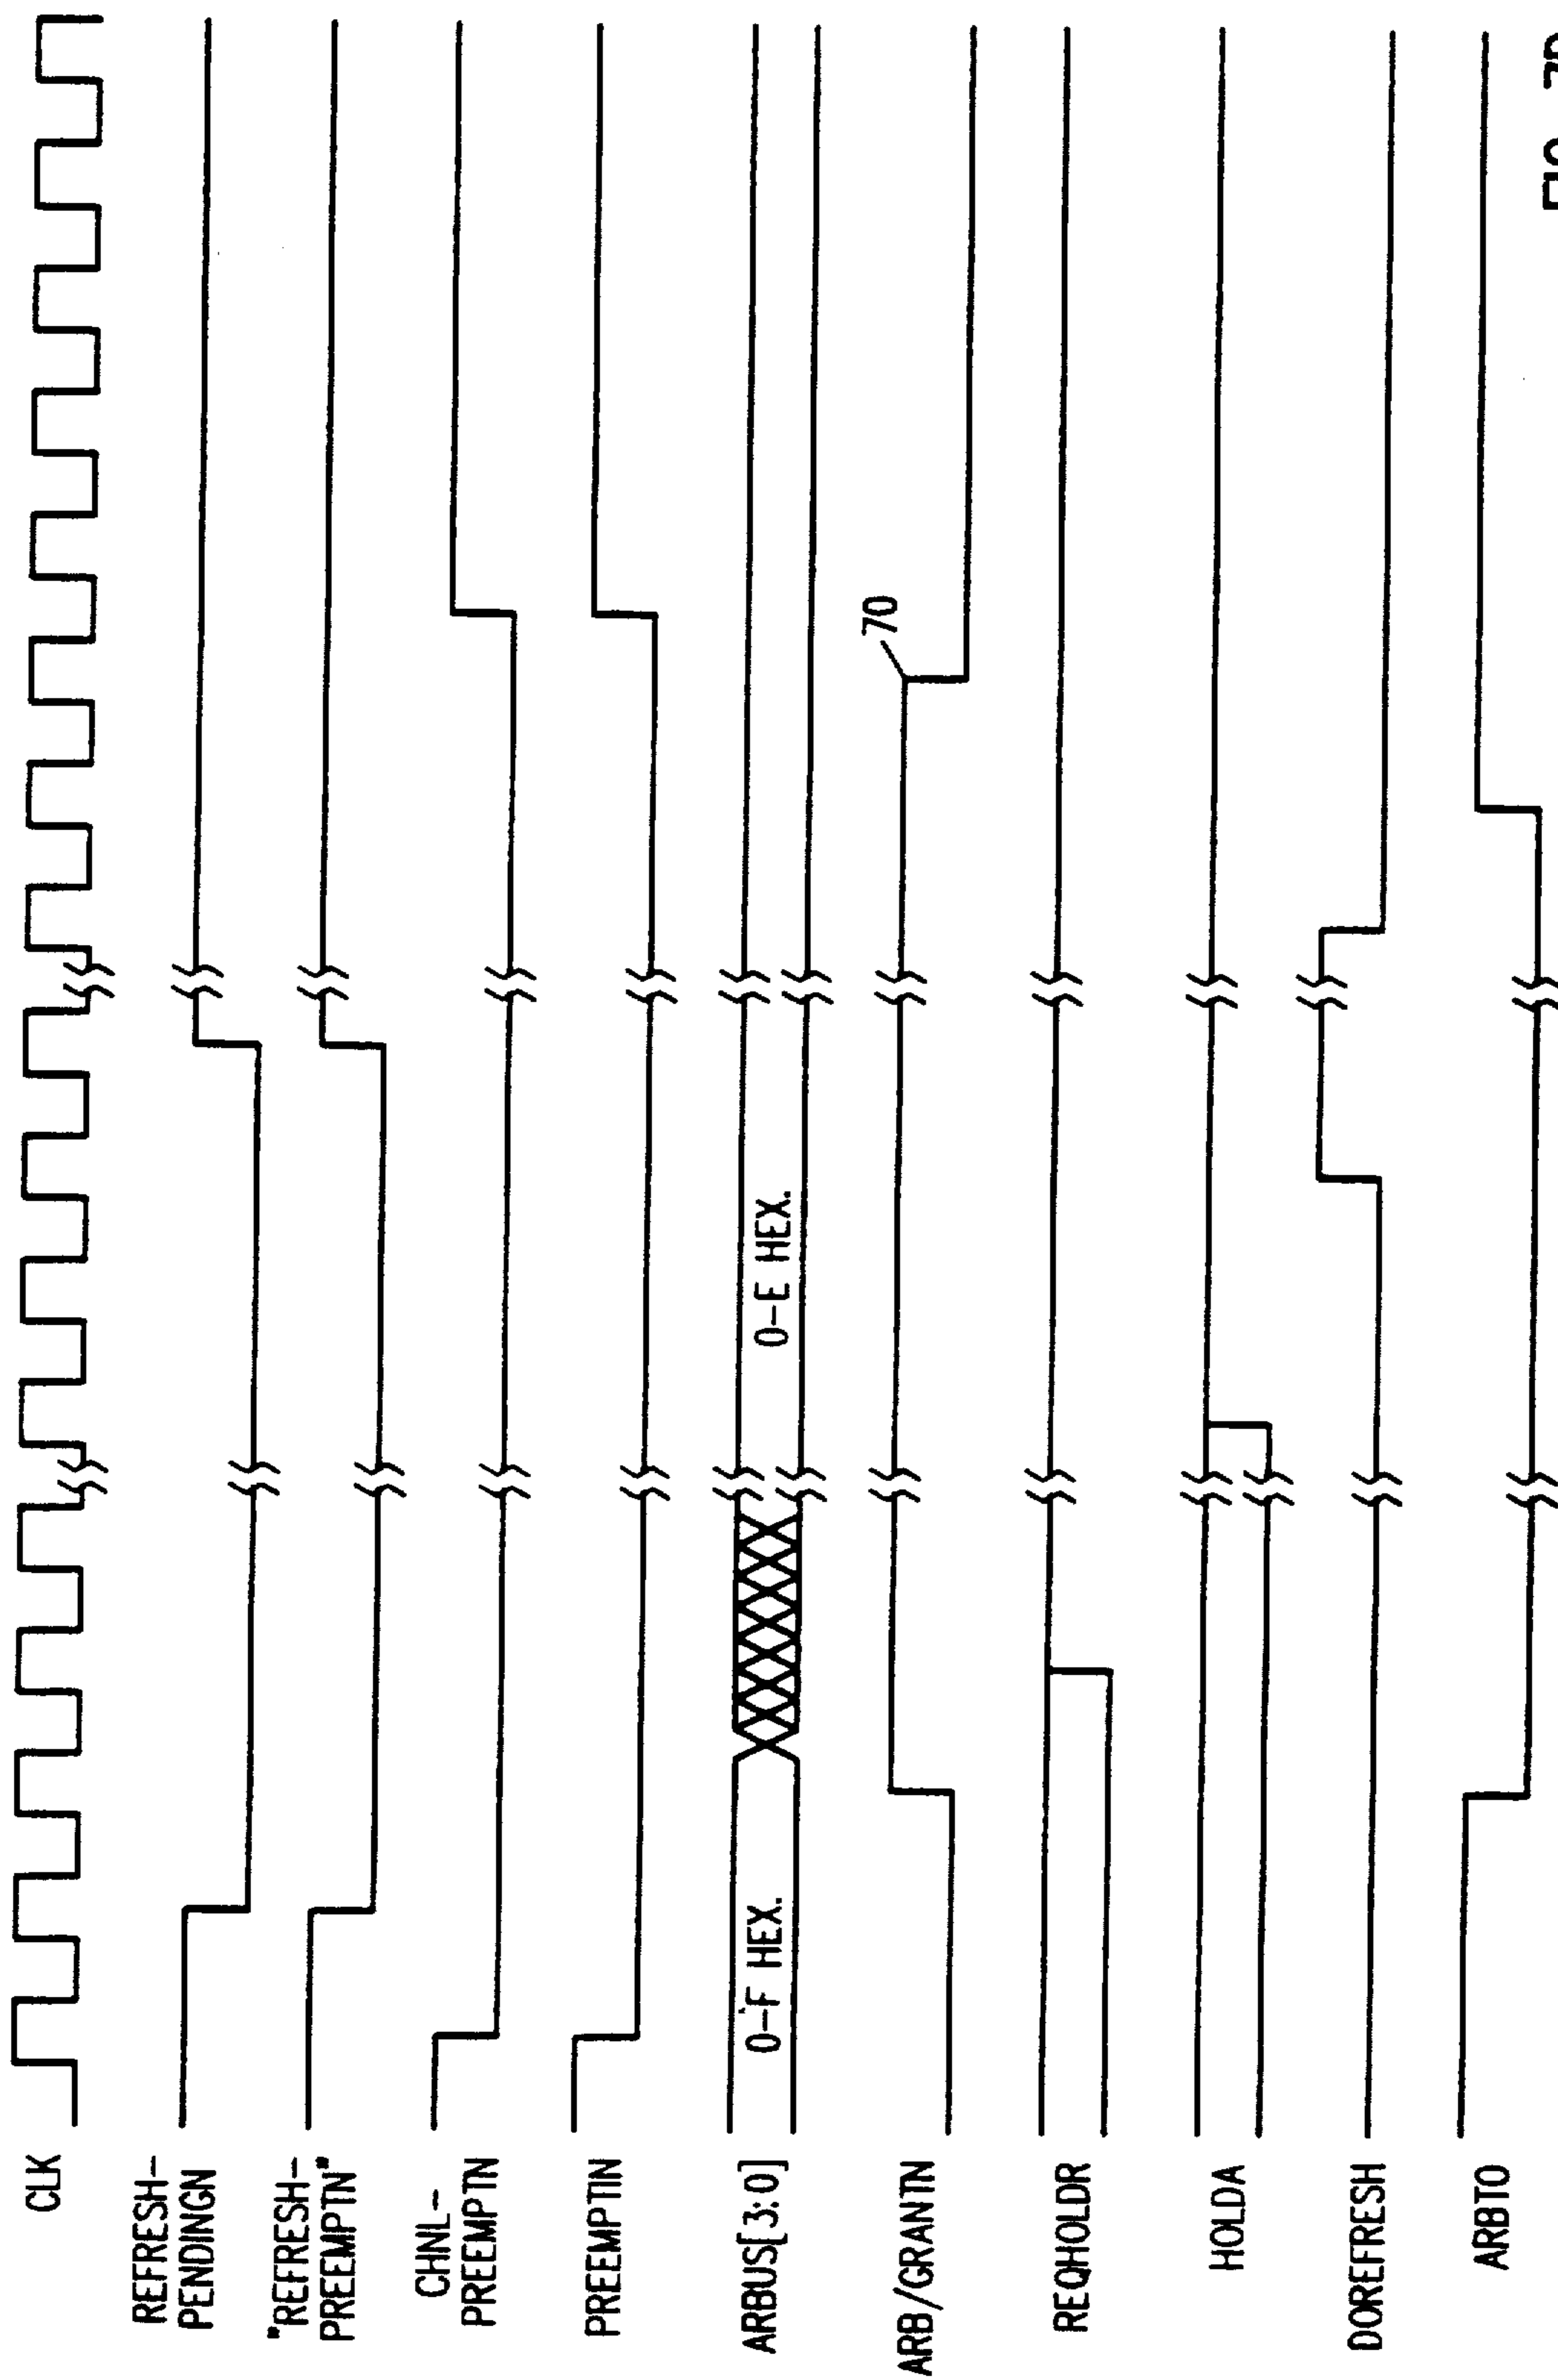 CLK
REFRESH-
PENDINGN
"REFRESH-
PREEMPTN"
CHNL-
PREEMPTN
PREEMPTIN
ARBUS[3:0]
0-F HEX.
0-E HEX.
ARB/GRANTN
70
REQHOLDR
HOLDA
DOREFRESH
ARBTO